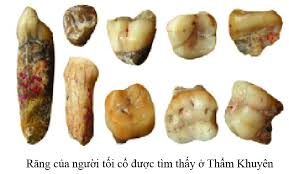 Răng của người tối cổ được tìm thấy ở Thẩm Khuyên